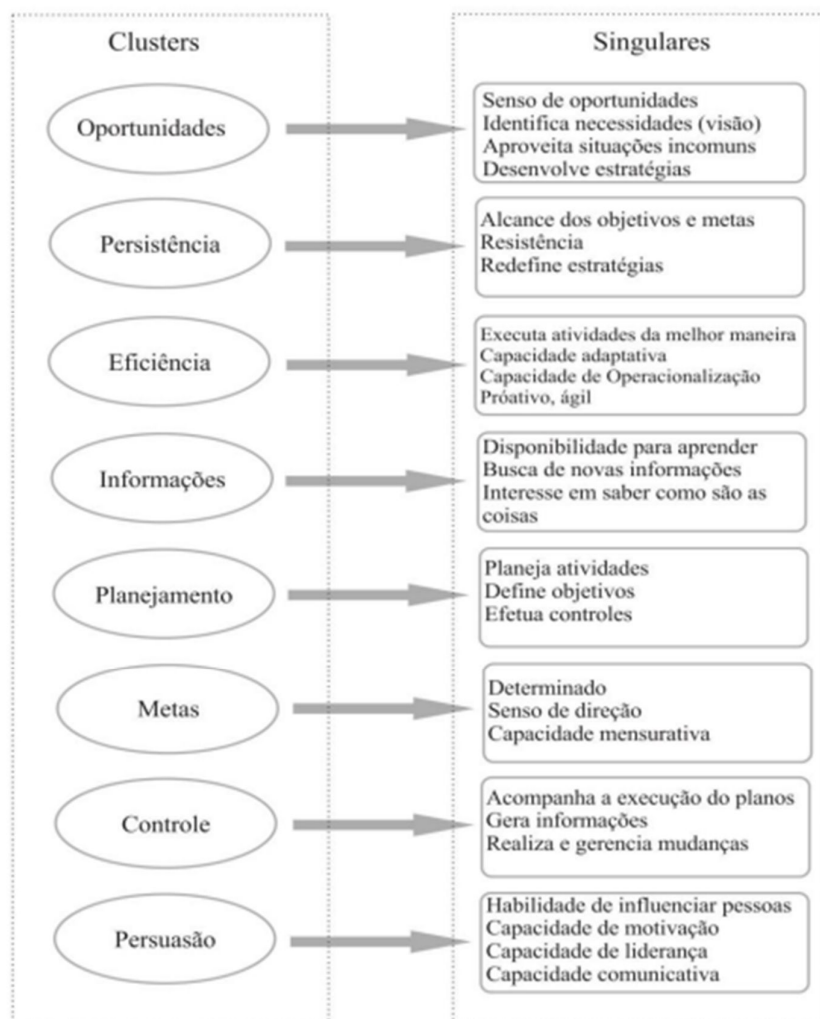 Clusters
Singulares
Oportunidades
Senso de oportunidades
Identifica necessidades (visão)
Aproveita situações incomuns
Desenvolve estratégias
Persistência
Alcance dos objetivos e metas
Resistência
Redefine estratégias
Eficiência
Executa atividades da melhor maneira
Capacidade adaptativa
Capacidade de Operacionalização
Próativo, ágil
Informações
Disponibilidade para aprender
Busca de novas informações
Interesse em saber como são as
coisas
Planejamento
Planeja atividades
Define objetivos
Efetua controles
Metas
Determinado
Senso de direção
Capacidade mensurativa
Controle
Acompanha a execução do planos
Gera informações
Realiza e gerencia mudanças
Persuasão
Habilidade de influenciar pessoas
Capacidade de motivação
Capacidade de liderança
Capacidade comunicativa